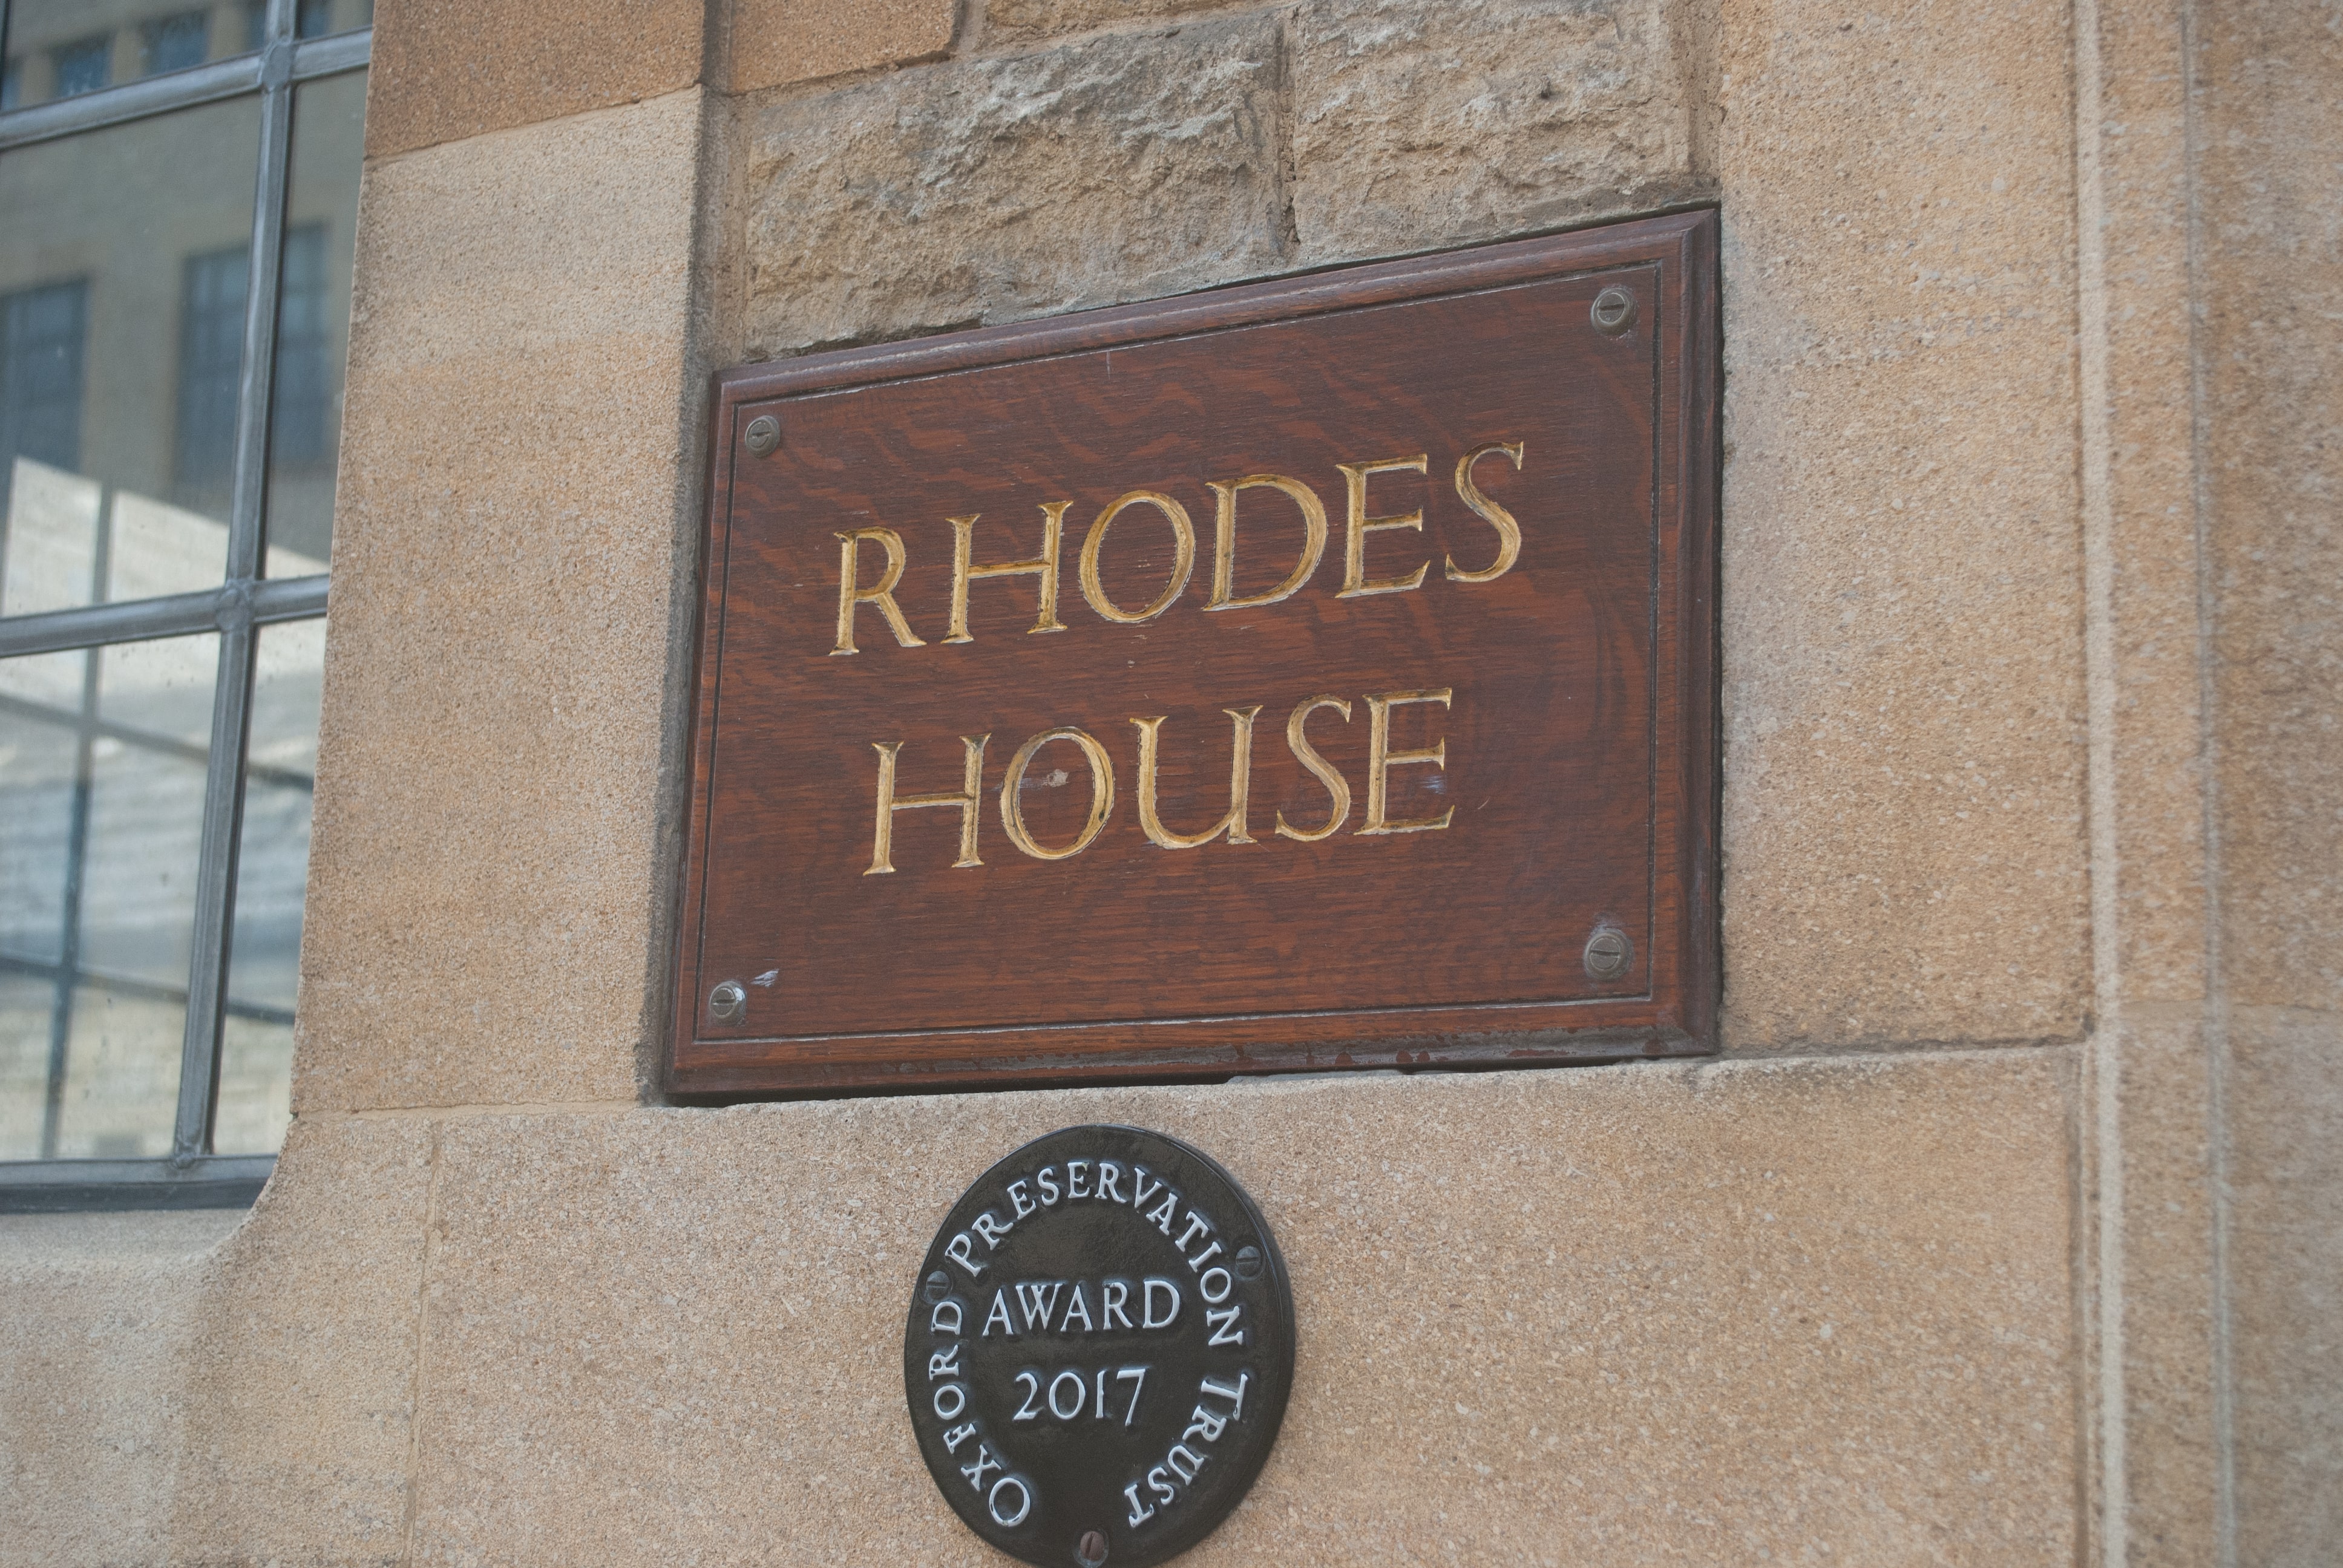 RHODES
HOUSE
OXFORD PRESERVATION TRUST
AWARD
2017